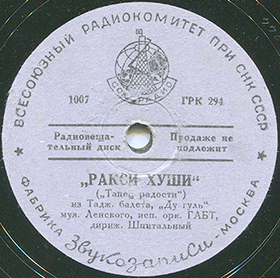 ВСЕСОЮЗНЫЙ РАДИОКОМИТЕТ ПРИ СНК СССР
СССР РАДИО
1007 ГРК 294
Радиовеща- Продаже не
тельный диск подлежит
„РАКСИ ХУШИ"
(„Танец радости")
из Тадж. балета, „Ду гуль"
муз. Ленского, исп. орк. ГАБТ,
дириж. Шпитальный
ФАБРИКА Звукозаписи - МОСКВА